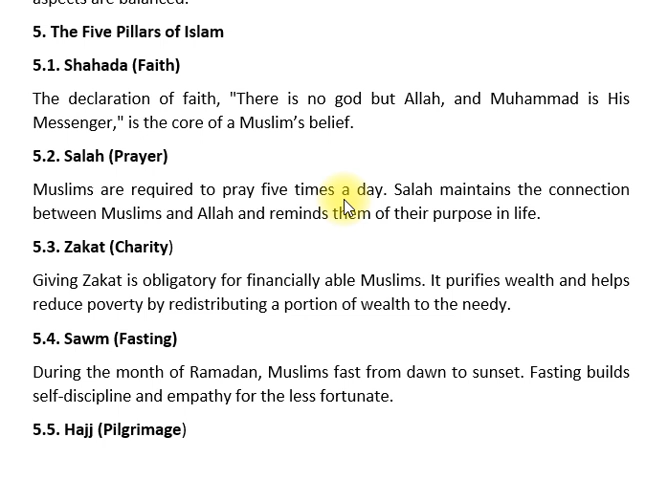 aspects are balanced.
5. The Five Pillars of Islam
5.1. Shahada (Faith)
The declaration of faith, "There is no god but Allah, and Muhammad is His
Messenger," is the core of a Muslim’s belief.
5.2. Salah (Prayer)
Muslims are required to pray five times a day. Salah maintains the connection
between Muslims and Allah and reminds them of their purpose in life.
5.3. Zakat (Charity)
Giving Zakat is obligatory for financially able Muslims. It purifies wealth and helps
reduce poverty by redistributing a portion of wealth to the needy.
5.4. Sawm (Fasting)
During the month of Ramadan, Muslims fast from dawn to sunset. Fasting builds
self-discipline and empathy for the less fortunate.
5.5. Hajj (Pilgrimage)